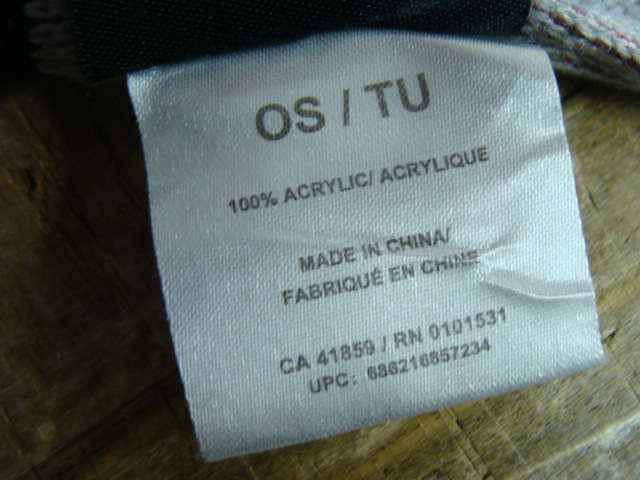 OS / TU
100% ACRYLIC/ ACRYLIQUE
MADE IN CHINA/
FABRIQUÉ EN CHINE
CA 41859 / RN 0101531
UPC: 686216857234